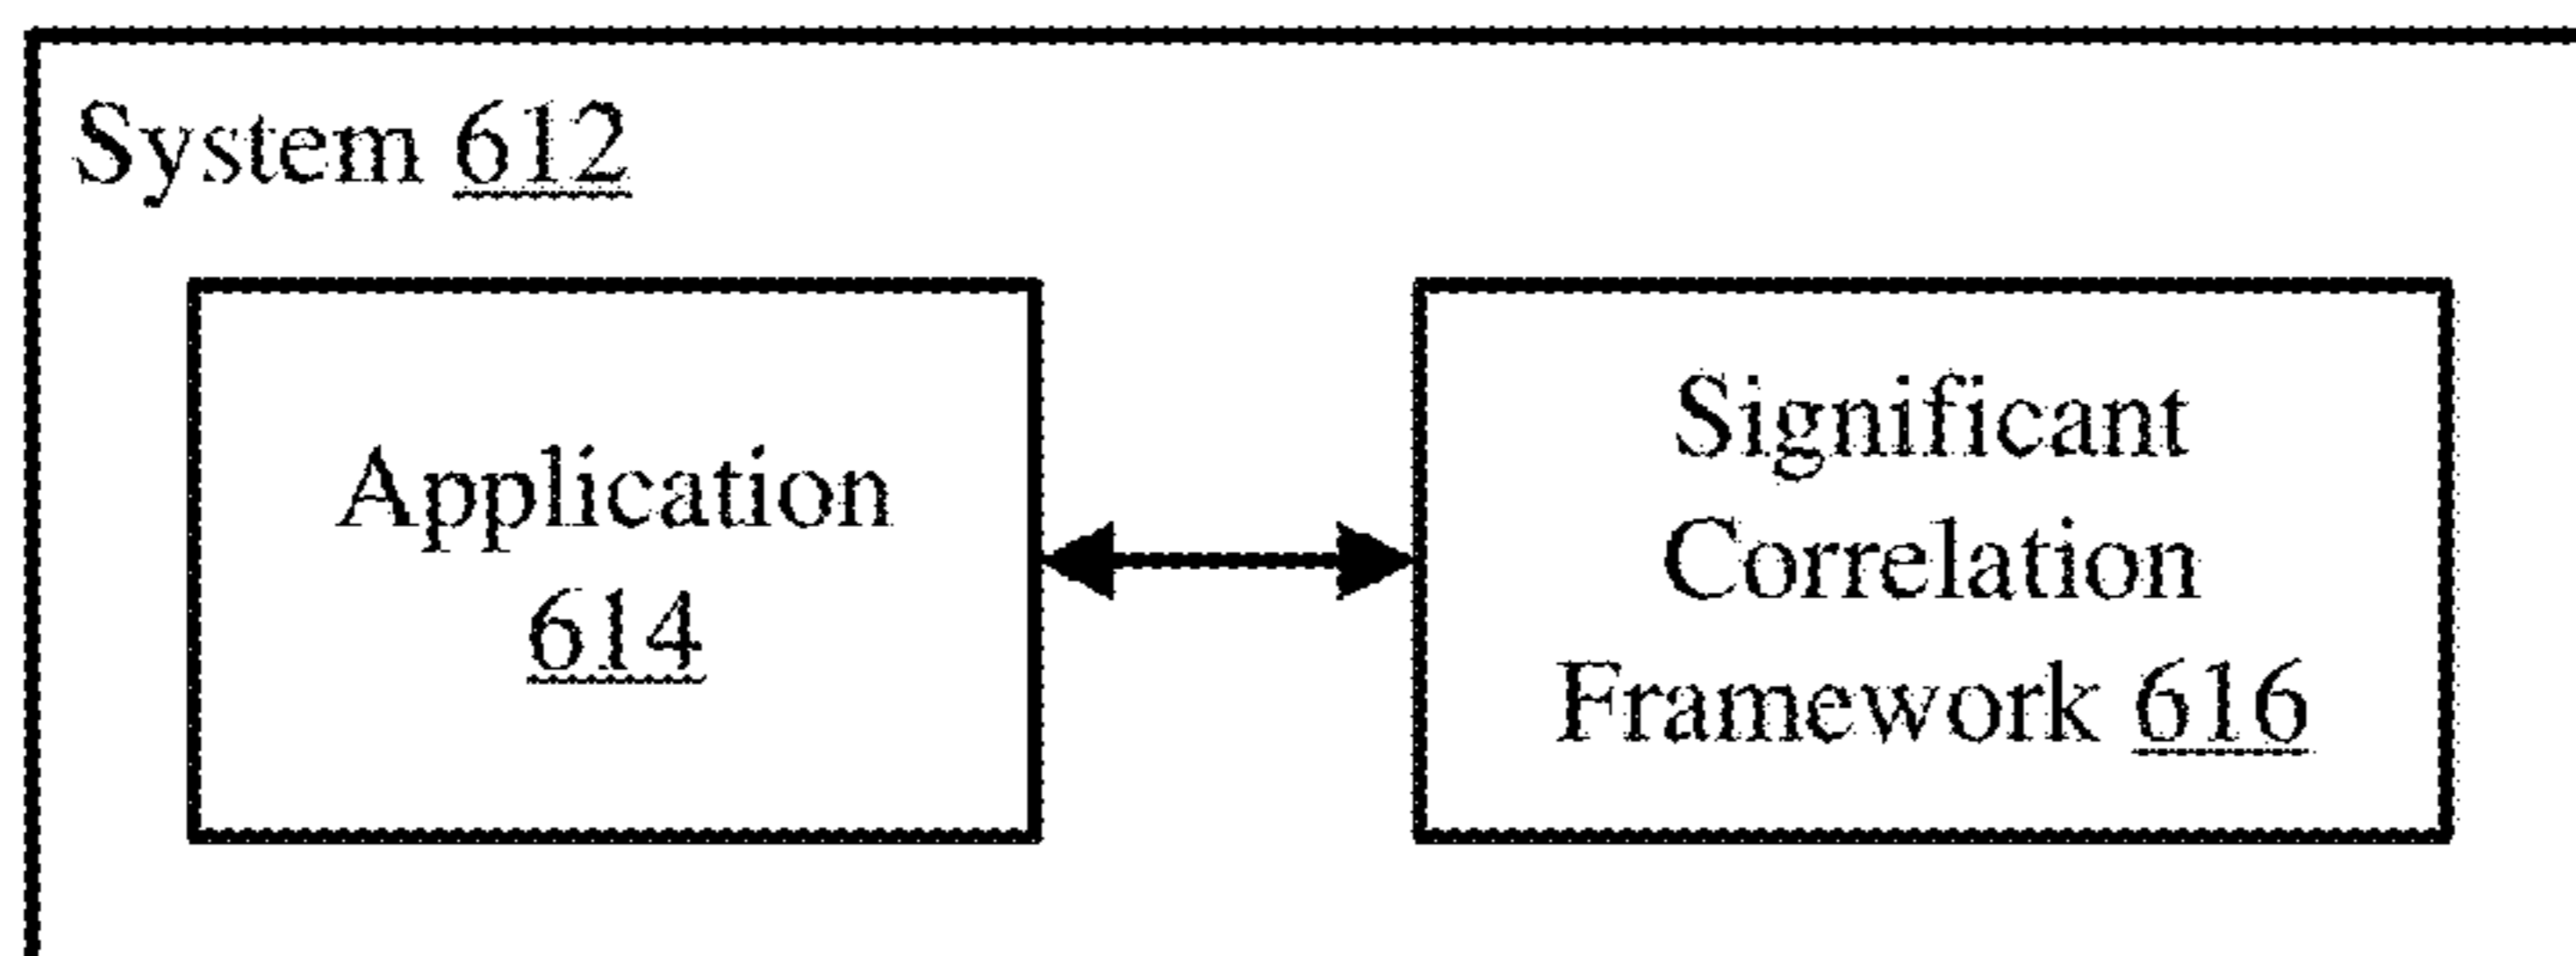 System 612
Application
614
Significant
Correlation
Framework 616